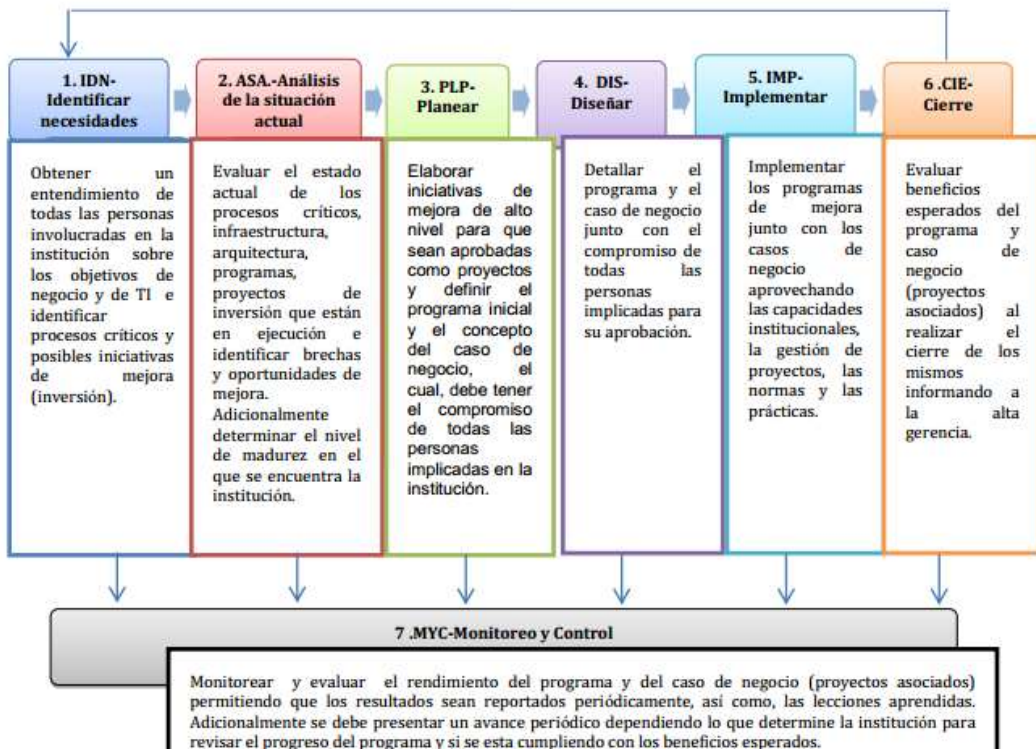 1. IDN-
Identificar
necesidades
2. ASA.-Análisis
de la situación
actual
3. PLP-
Planear
4. DIS-
Diseñar
5. IMP-
Implementar
6 .CIE-
Cierre
Obtener un
entendimiento de
todas las personas
involucradas en la
institución sobre
los objetivos de
negocio y de TI e
identificar
procesos críticos y
posibles iniciativas
de mejora
(inversión).
Evaluar el estado
actual de los
procesos críticos,
infraestructura,
arquitectura,
programas,
proyectos de
inversión que están
en ejecución e
identificar brechas
y oportunidades de
mejora.
Adicionalmente
determinar el nivel
de madurez en el
que se encuentra la
institución.
Elaborar
iniciativas de
mejora de alto
nivel para que
sean aprobadas
como proyectos
y definir el
programa inicial
y el concepto
del caso de
negocio, el
cual, debe tener
el compromiso
de todas las
personas
implicadas en la
institución.
Detallar el
programa y el
caso de negocio
junto con el
compromiso de
todas las
personas
implicadas para
su aprobación.
Implementar
los programas
de mejora
junto con los
casos de
negocio
aprovechando
las capacidades
institucionales,
la gestión de
proyectos, las
normas y las
prácticas.
Evaluar
beneficios
esperados del
programa y
caso de
negocio
(proyectos
asociados) al
realizar el
cierre de los
mismos
informando a
la alta
gerencia.
7 .MYC-Monitoreo y Control
Monitorear y evaluar el rendimiento del programa y del caso de negocio (proyectos asociados)
permitiendo que los resultados sean reportados periódicamente, así como, las lecciones aprendidas.
Adicionalmente se debe presentar un avance periódico dependiendo lo que determine la institución para
revisar el progreso del programa y si se esta cumpliendo con los beneficios esperados.